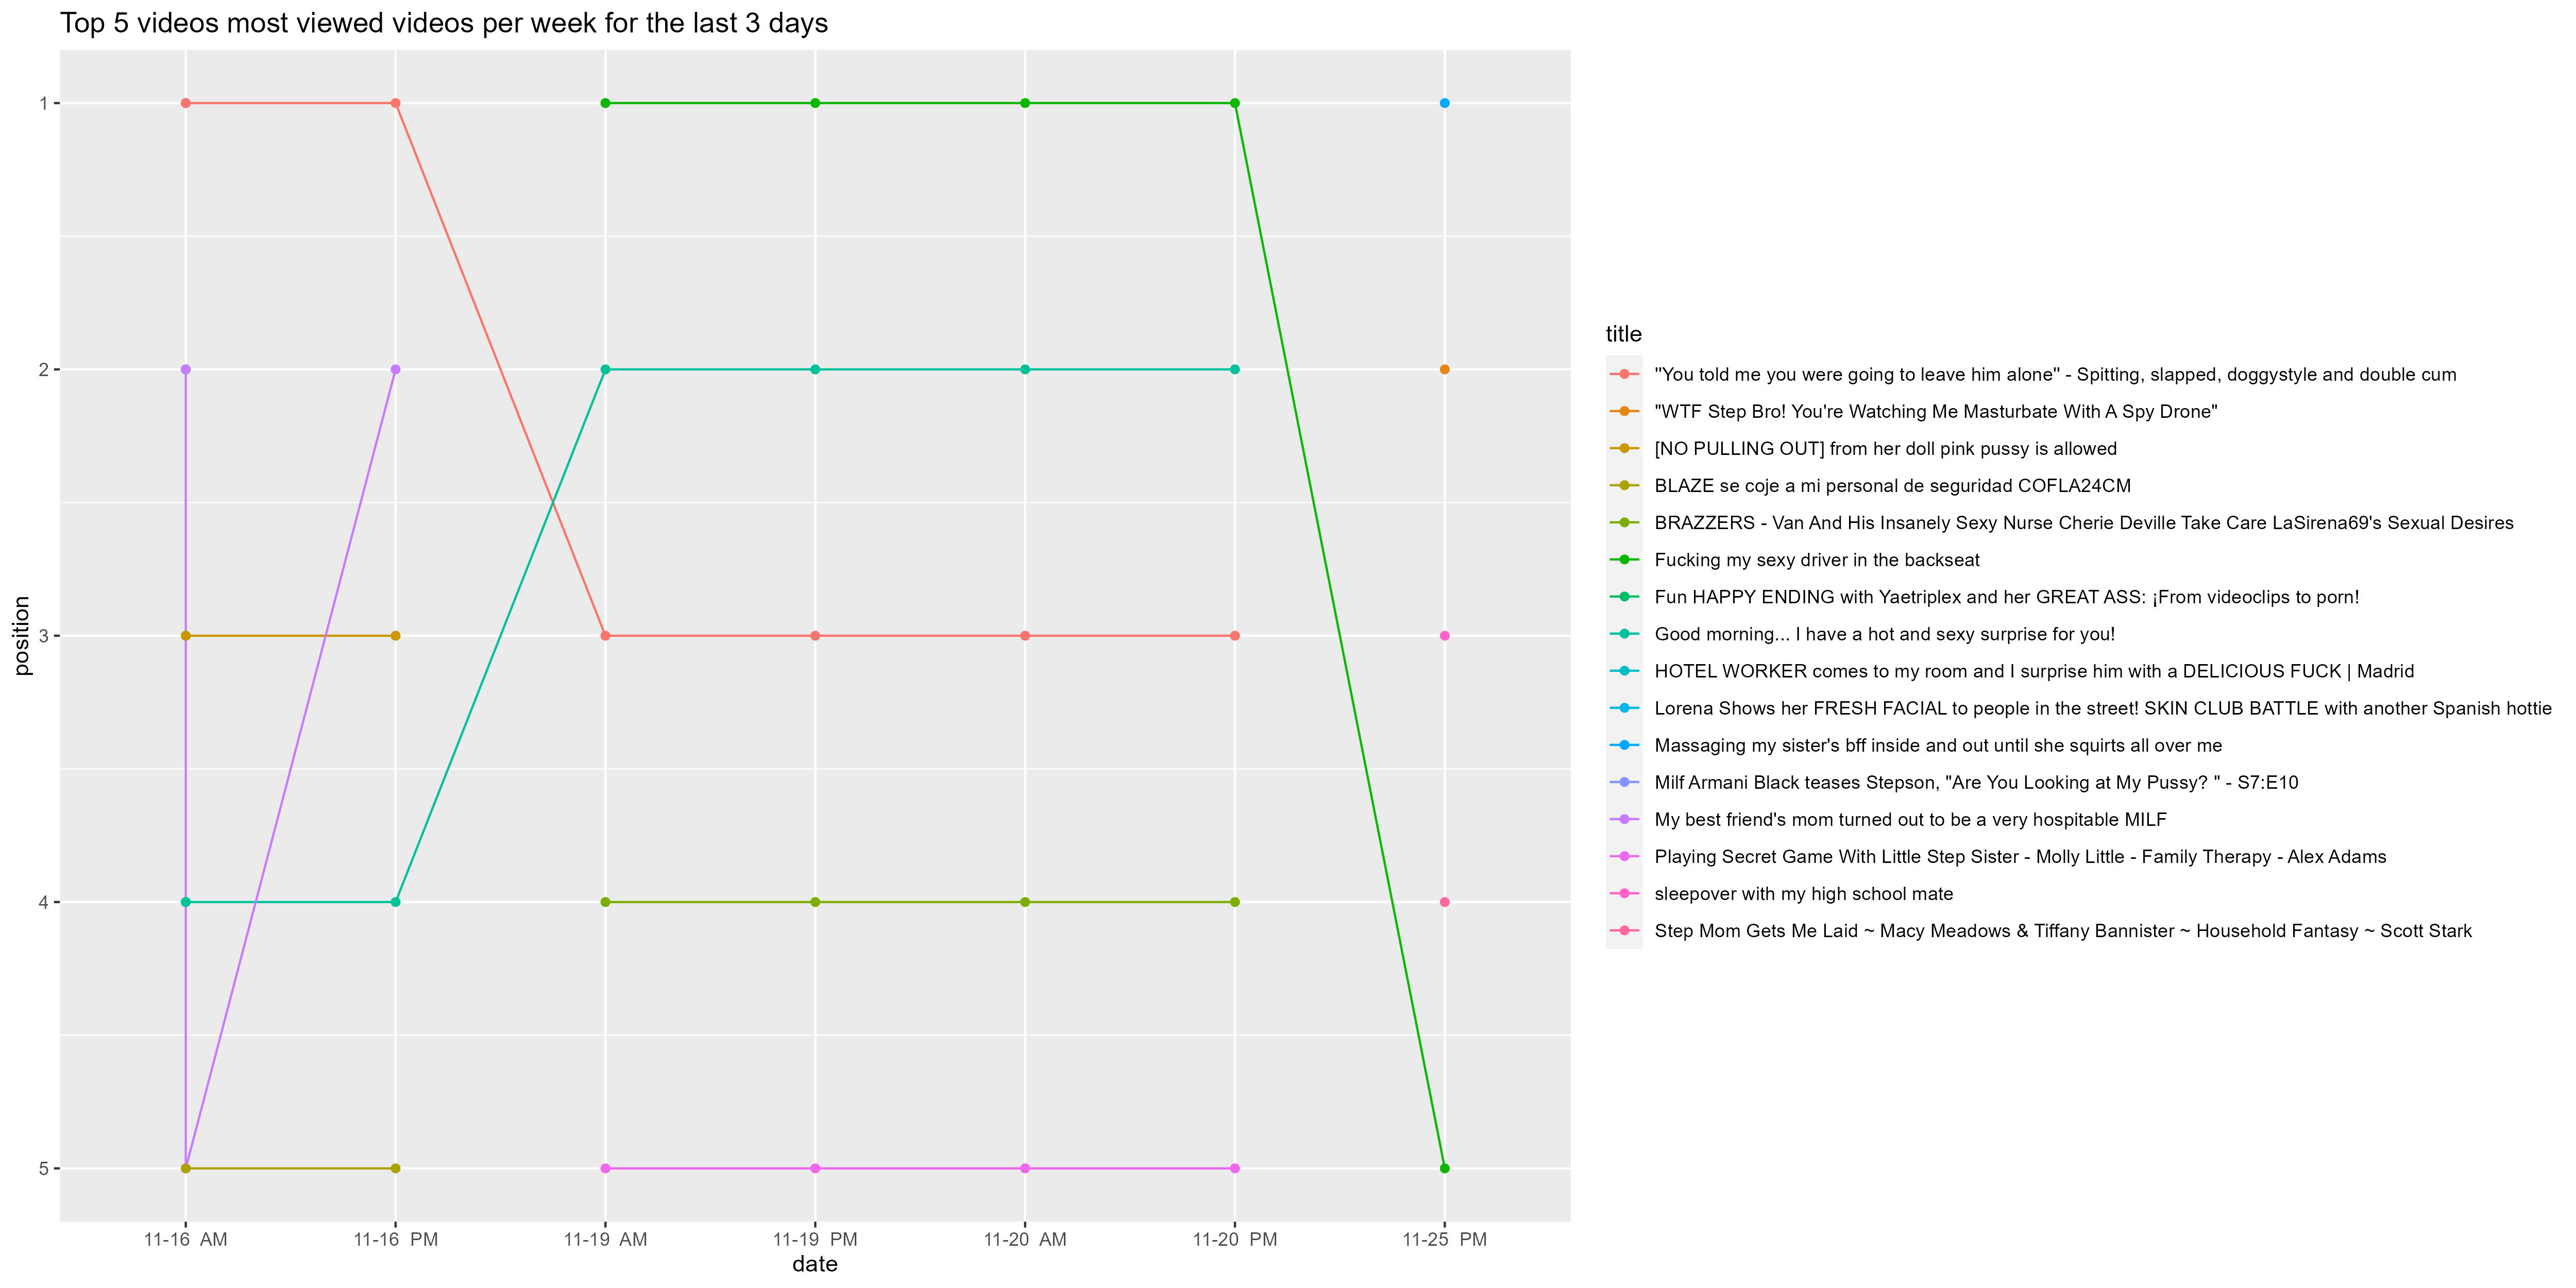 Top 5 videos most viewed videos per week for the last 3 days
position
1
2
3
4
5
11-16 AM
11-16 PM
11-19 AM
11-19 PM
11-20 AM
11-20 PM
11-25 PM
date
title
"You told me you were going to leave him alone" - Spitting, slapped, doggystyle and double cum
"WTF Step Bro! You're Watching Me Masturbate With A Spy Drone"
[NO PULLING OUT] from her doll pink pussy is allowed
BLAZE se coje a mi personal de seguridad COFLA24CM
BRAZZERS - Van And His Insanely Sexy Nurse Cherie Deville Take Care LaSirena69's Sexual Desires
Fucking my sexy driver in the backseat
Fun HAPPY ENDING with Yaetriplex and her GREAT ASS: ¡From videoclips to porn!
Good morning... I have a hot and sexy surprise for you!
HOTEL WORKER comes to my room and I surprise him with a DELICIOUS FUCK | Madrid
Lorena Shows her FRESH FACIAL to people in the street! SKIN CLUB BATTLE with another Spanish hottie
Massaging my sister's bff inside and out until she squirts all over me
Milf Armani Black teases Stepson, "Are You Looking at My Pussy? " - S7:E10
My best friend's mom turned out to be a very hospitable MILF
Playing Secret Game With Little Step Sister - Molly Little - Family Therapy - Alex Adams
sleepover with my high school mate
Step Mom Gets Me Laid ~ Macy Meadows & Tiffany Bannister ~ Household Fantasy ~ Scott Stark